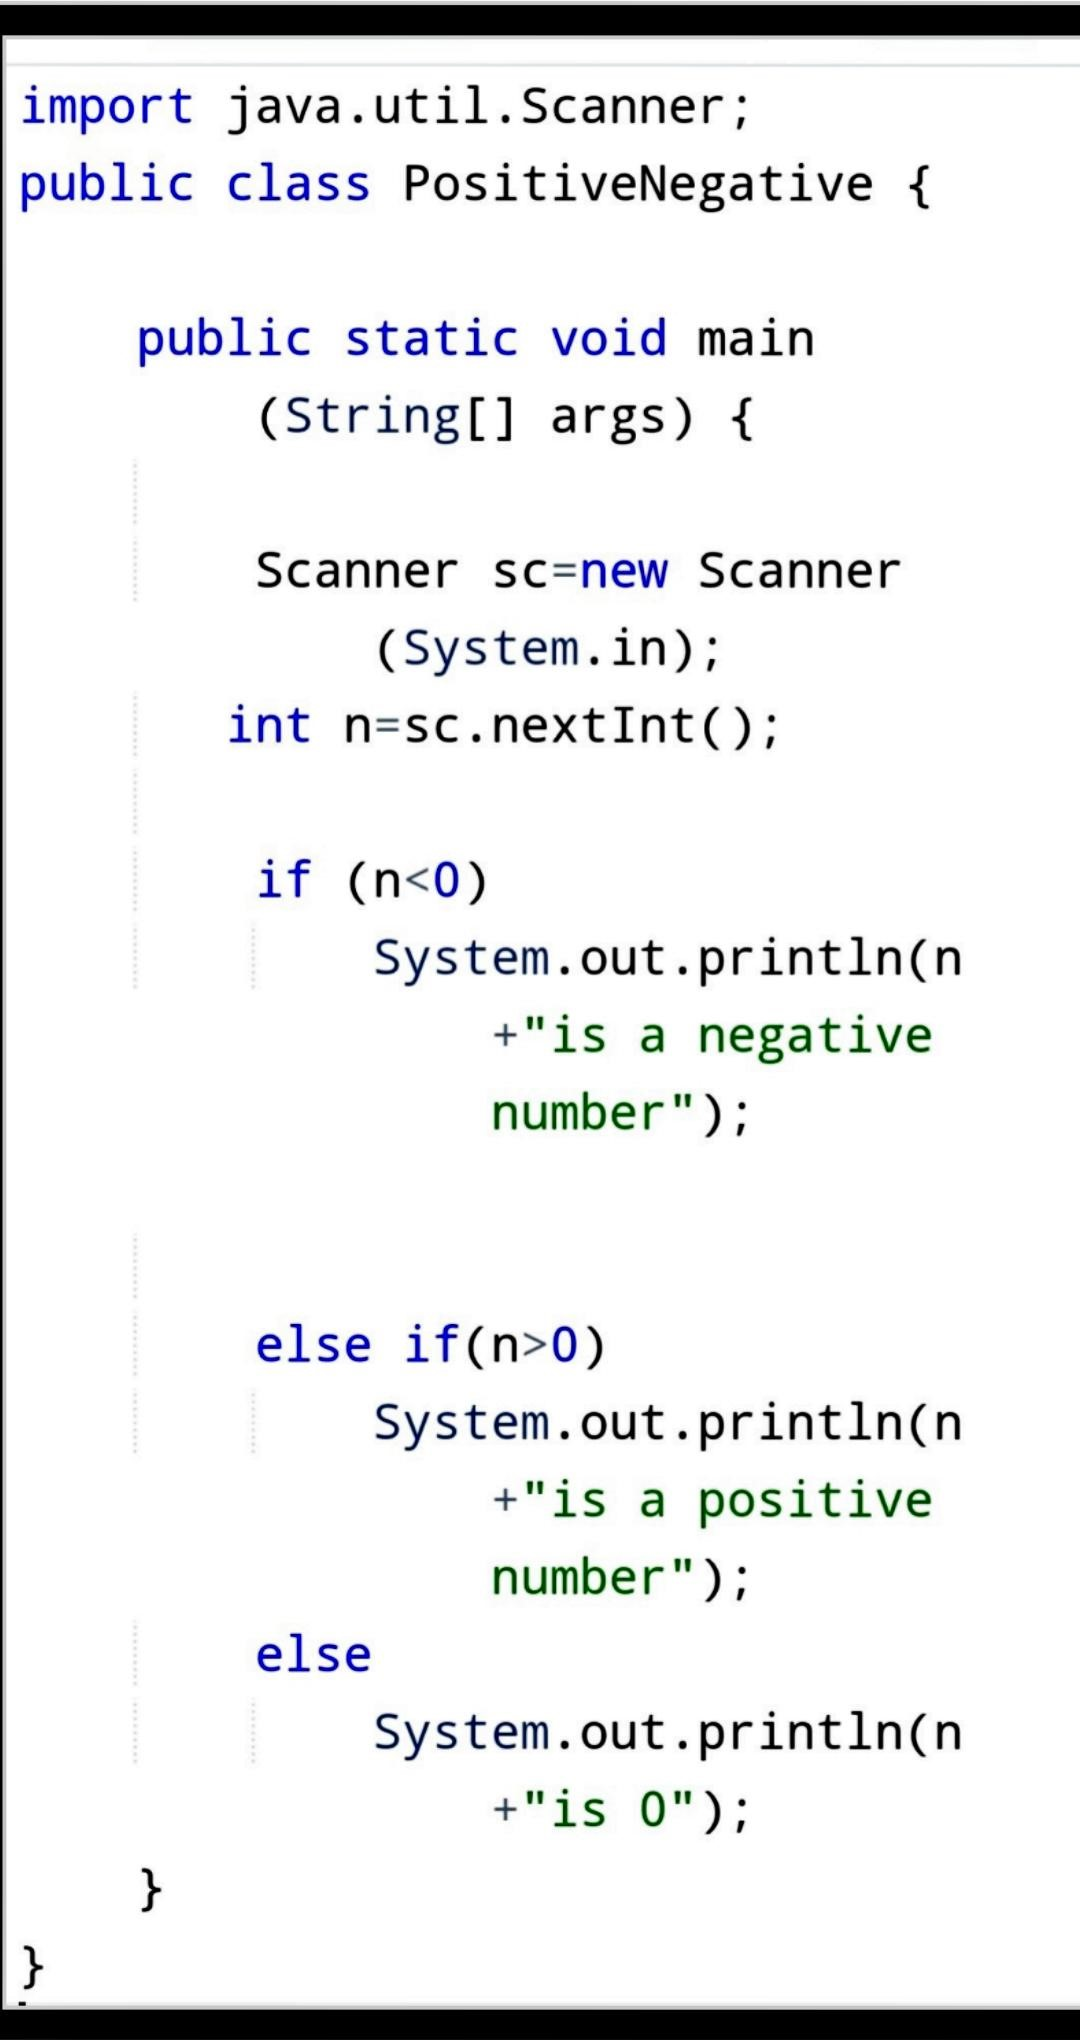 import java.util.Scanner;
public class PositiveNegative {
public static void main
(String[] args) {
Scanner sc=new Scanner
(System.in);
int n=sc.nextInt();
if (n<0)
System.out.println(n
+"is a negative
number");
else if(n>0)
System.out.println(n
+"is a positive
number");
else
System.out.println(n
+"is 0");
}
}